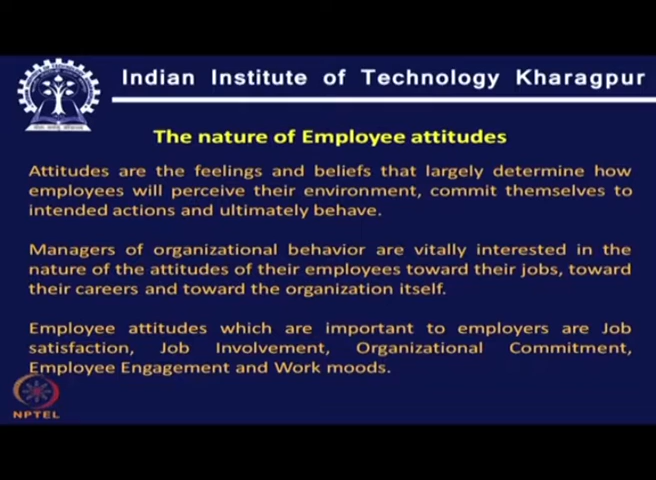 Indian Institute of Technology Kharagpur
The nature of Employee attitudes
Attitudes are the feelings and beliefs that largely determine how
employees will perceive their environment, commit themselves to
intended actions and ultimately behave.
Managers of organizational behavior are vitally interested in the
nature of the attitudes of their employees toward their jobs, toward
their careers and toward the organization itself.
Employee attitudes which are important to employers are Job
satisfaction, Job Involvement, Organizational Commitment,
Employee Engagement and Work moods.
NPTEL